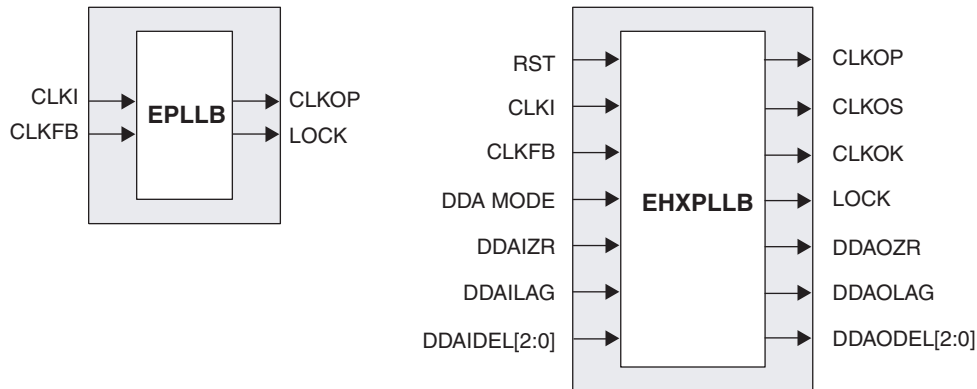 CLKI
CLKFB
EPLLB
CLKOP
LOCK
RST
CLKI
CLKFB
DDA MODE
DDAIZR
DDAILAG
DDAIDEL[2:0]
EHXPLLB
CLKOP
CLKOS
CLKOK
LOCK
DDAOZR
DDAOLAG
DDAODEL[2:0]